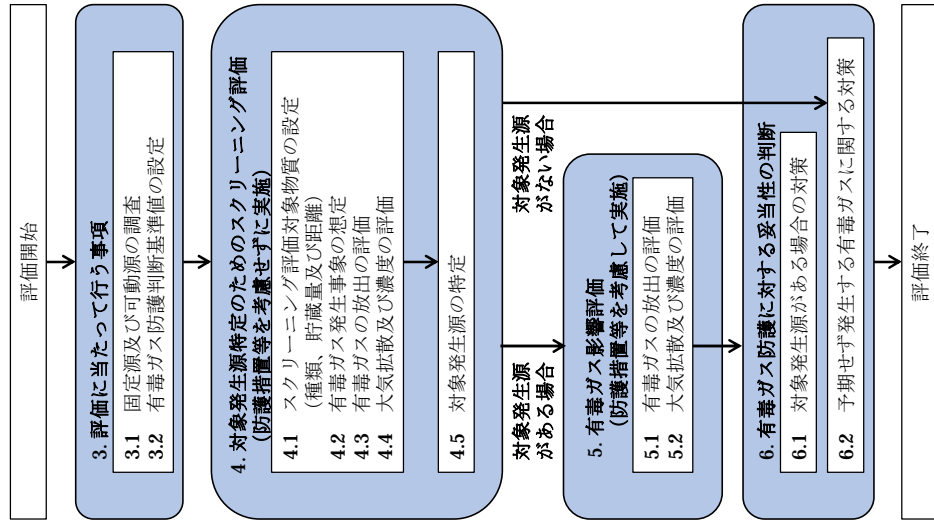 評価開始
3. 評価に当たって行う事項
3.1 固定源及び可動源の調査
3.2 有毒ガス防護判断基準値の設定
4. 対象発生源特定のためのスクリーニング評価
(防護措置等を考慮せずに実施)
4.1 スクリーニング評価対象物質の設定
(種類、貯蔵量及び距離)
4.2 有毒ガス発生事象の想定
4.3 有毒ガスの放出の評価
4.4 大気拡散及び濃度の評価
4.5 対象発生源の特定
対象発生源
がある場合
対象発生源
がない場合
5. 有毒ガス影響評価
(防護措置等を考慮して実施)
5.1 有毒ガスの放出の評価
5.2 大気拡散及び濃度の評価
6. 有毒ガス防護に対する妥当性の判断
6.1 対象発生源がある場合の対策
6.2 予期せず発生する有毒ガスに関する対策
評価終了